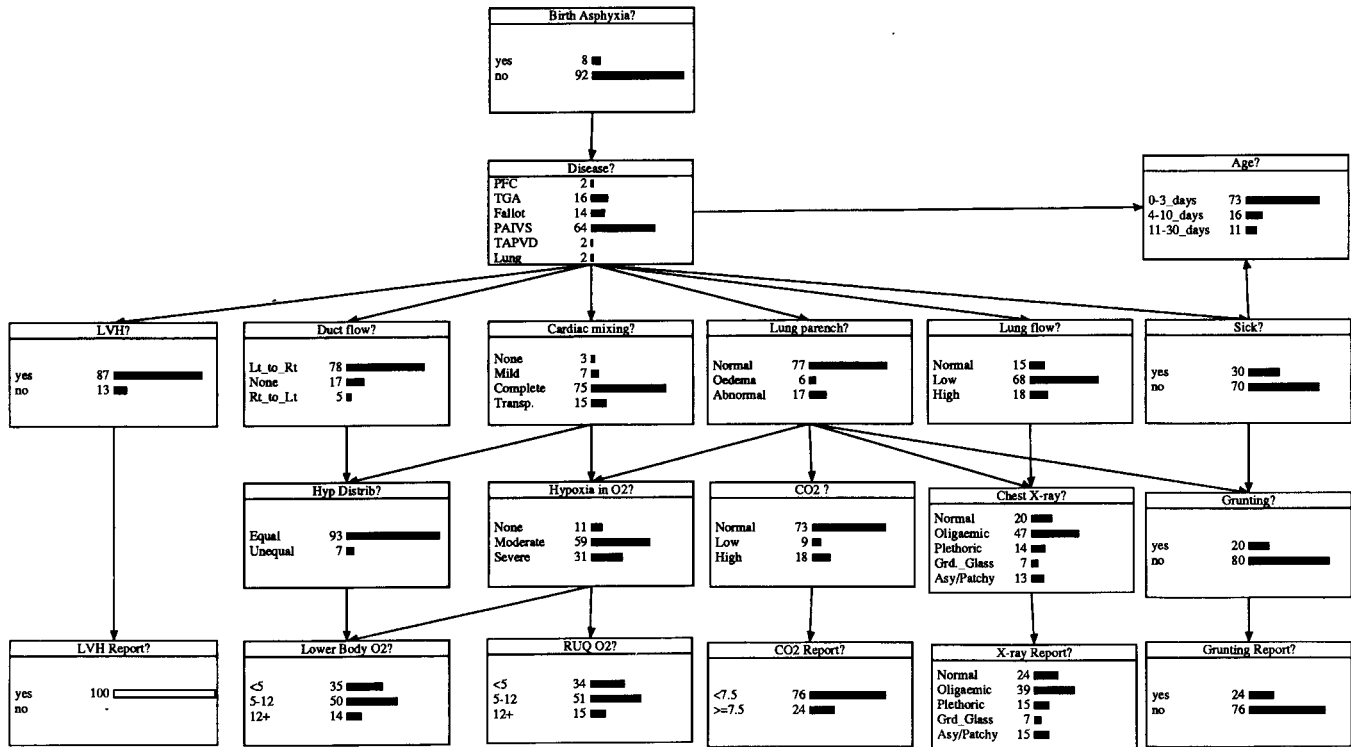 Birth Asphyxia?
yes 8
no 92
Disease?
PFC 2
TGA 16
Fallot 14
PAIVS 64
TAPVD 2
Lung 2
Age?
0-3_days 73
4-10_days 16
11-30_days 11
LVH?
yes 87
no 13
Duct flow?
Lt_to_Rt 78
None 17
Rt_to_Lt 5
Cardiac mixing?
None 3
Mild 7
Complete 75
Transp. 15
Lung parench?
Normal 77
Oedema 6
Abnormal 17
Lung flow?
Normal 15
Low 68
High 18
Sick?
yes 30
no 70
Hyp Distrib?
Equal 93
Unequal 7
Hypoxia in O2?
None 11
Moderate 59
Severe 31
CO2 ?
Normal 73
Low 9
High 18
Chest X-ray?
Normal 20
Oligaemic 47
Plethoric 14
Grd._Glass 7
Asy/Patchy 13
Grunting?
yes 20
no 80
LVH Report?
yes 100
no
Lower Body O2?
<5 35
5-12 50
12+ 14
RUQ O2?
<5 34
5-12 51
12+ 15
CO2 Report?
<7.5 76
>=7.5 24
X-ray Report?
Normal 24
Oligaemic 39
Plethoric 15
Grd_Glass 7
Asy/Patchy 15
Grunting Report?
yes 24
no 76